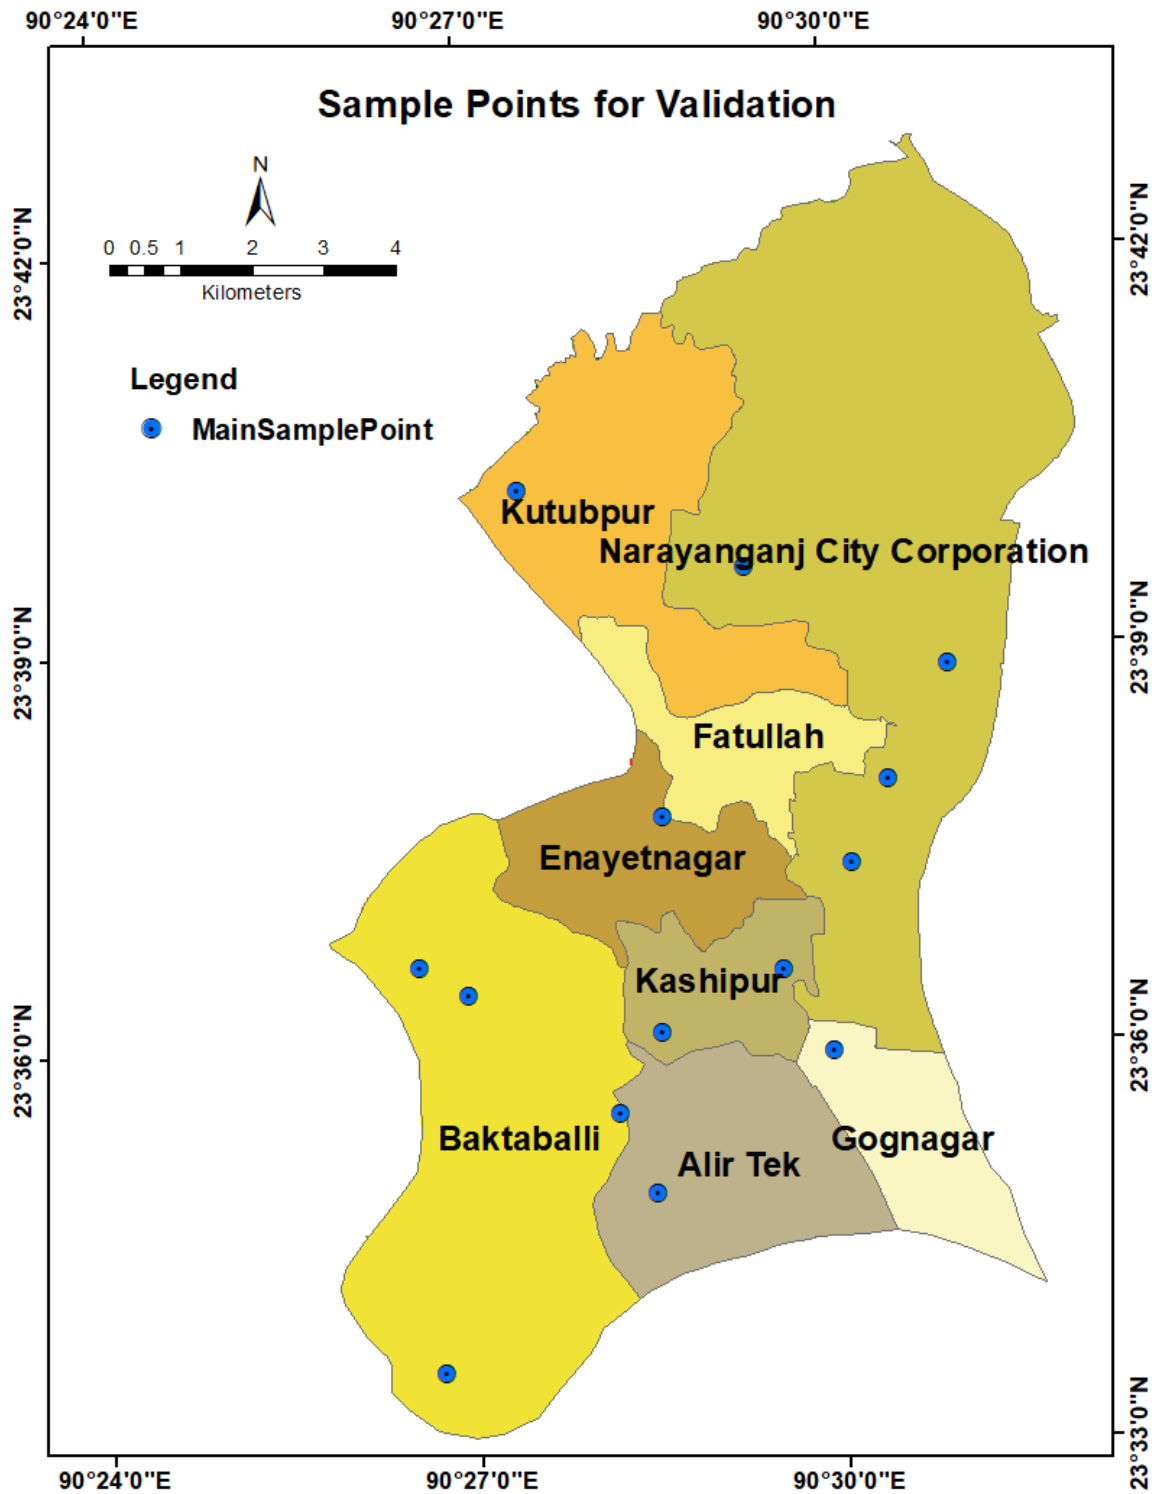 90°24'0"E 90°27'0"E 90°30'0"E
Sample Points for Validation
N
0 0.5 1 2 3 4
Kilometers
23°42'0"N
23°42'0"N
Legend
MainSamplePoint
Kutubpur
Narayanganj City Corporation
23°39'0"N
23°39'0"N
Fatullah
Enayetnagar
Kashipur
23°36'0"N
23°36'0"N
Baktaballi
Gognagar
Alir Tek
23°33'0"N
90°24'0"E 90°27'0"E 90°30'0"E